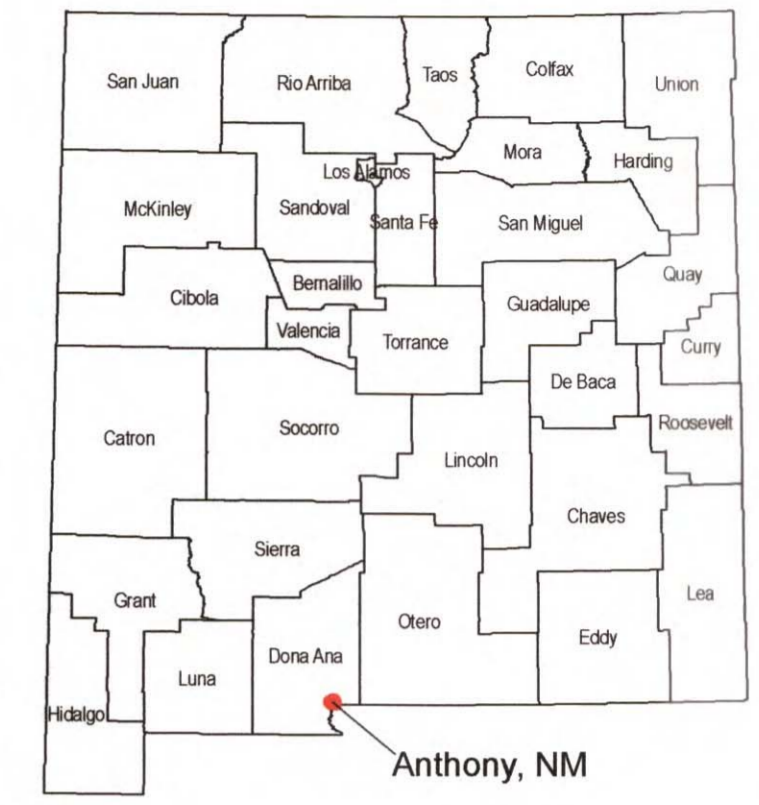 San Juan
Rio Arriba
Taos
Colfax
Union
Mora
Harding
Los Alamos
McKinley
Sandoval
Santa Fe
San Miguel
Quay
Bernalillo
Cibola
Guadalupe
Valencia
Torrance
Curry
De Baca
Roosevelt
Catron
Socorro
Lincoln
Chaves
Sierra
Grant
Lea
Otero
Eddy
Dona Ana
Luna
Hidalgo
Anthony, NM